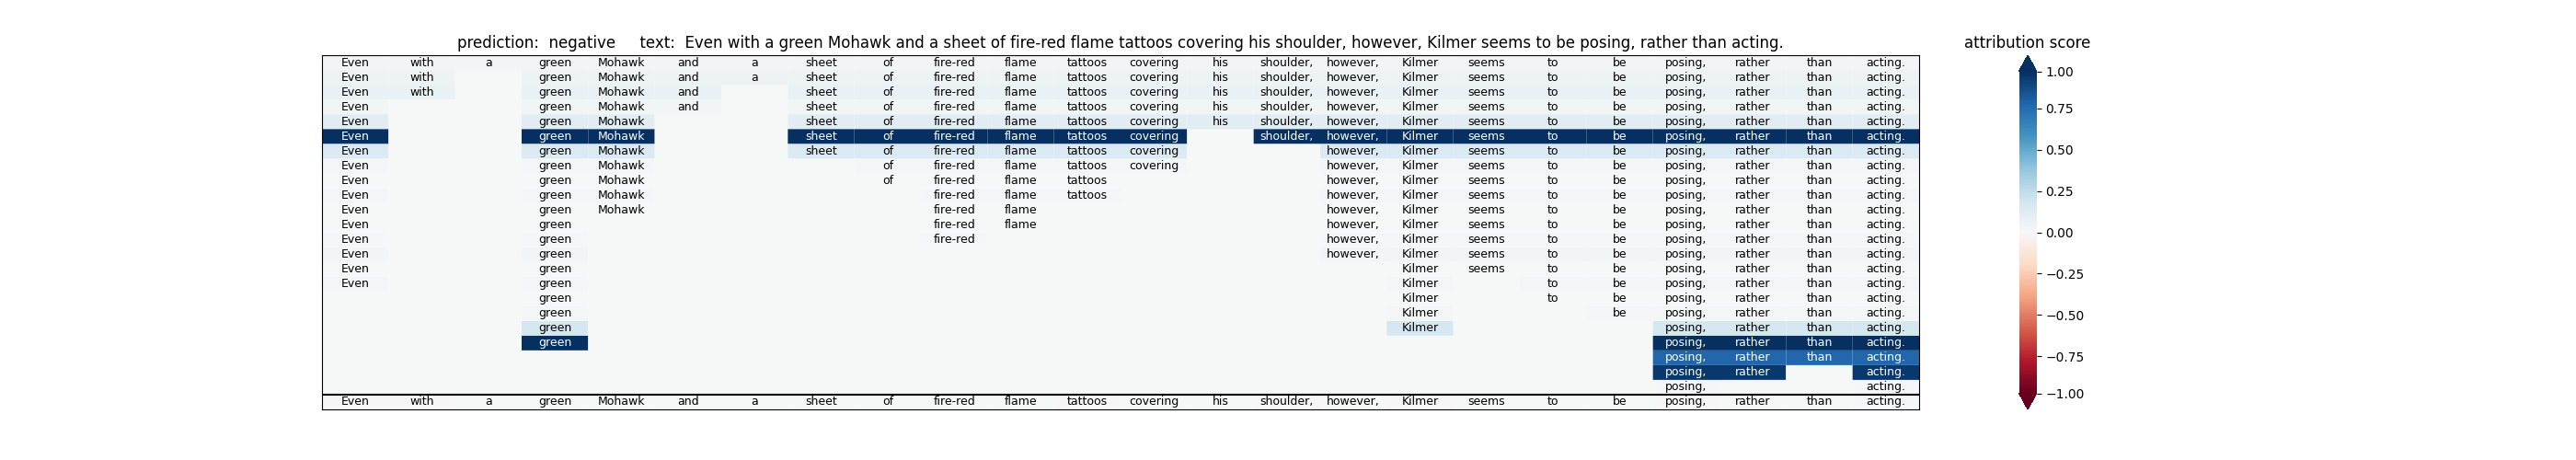 prediction: negative text: Even with a green Mohawk and a sheet of fire-red flame tattoos covering his shoulder, however, Kilmer seems to be posing, rather than acting.
attribution score
Even with a green Mohawk and a sheet of fire-red flame tattoos covering his shoulder, however, Kilmer seems to be posing, rather than acting.
Even with green Mohawk and a sheet of fire-red flame tattoos covering his shoulder, however, Kilmer seems to be posing, rather than acting.
Even with green Mohawk and sheet of fire-red flame tattoos covering his shoulder, however, Kilmer seems to be posing, rather than acting.
Even green Mohawk and sheet of fire-red flame tattoos covering his shoulder, however, Kilmer seems to be posing, rather than acting.
Even green Mohawk sheet of fire-red flame tattoos covering his shoulder, however, Kilmer seems to be posing, rather than acting.
Even green Mohawk sheet of fire-red flame tattoos covering shoulder, however, Kilmer seems to be posing, rather than acting.
Even green Mohawk sheet of fire-red flame tattoos covering however, Kilmer seems to be posing, rather than acting.
Even green Mohawk of fire-red flame tattoos covering however, Kilmer seems to be posing, rather than acting.
Even green Mohawk of fire-red flame tattoos however, Kilmer seems to be posing, rather than acting.
Even green Mohawk fire-red flame tattoos however, Kilmer seems to be posing, rather than acting.
Even green Mohawk fire-red flame however, Kilmer seems to be posing, rather than acting.
Even green fire-red flame however, Kilmer seems to be posing, rather than acting.
Even green fire-red however, Kilmer seems to be posing, rather than acting.
Even green however, Kilmer seems to be posing, rather than acting.
Even green Kilmer seems to be posing, rather than acting.
Even green Kilmer to be posing, rather than acting.
green Kilmer to be posing, rather than acting.
green Kilmer be posing, rather than acting.
green Kilmer posing, rather than acting.
green posing, rather than acting.
posing, rather than acting.
posing, rather acting.
posing, acting.
Even with a green Mohawk and a sheet of fire-red flame tattoos covering his shoulder, however, Kilmer seems to be posing, rather than acting.
1.00
0.75
0.50
0.25
0.00
−0.25
−0.50
−0.75
−1.00